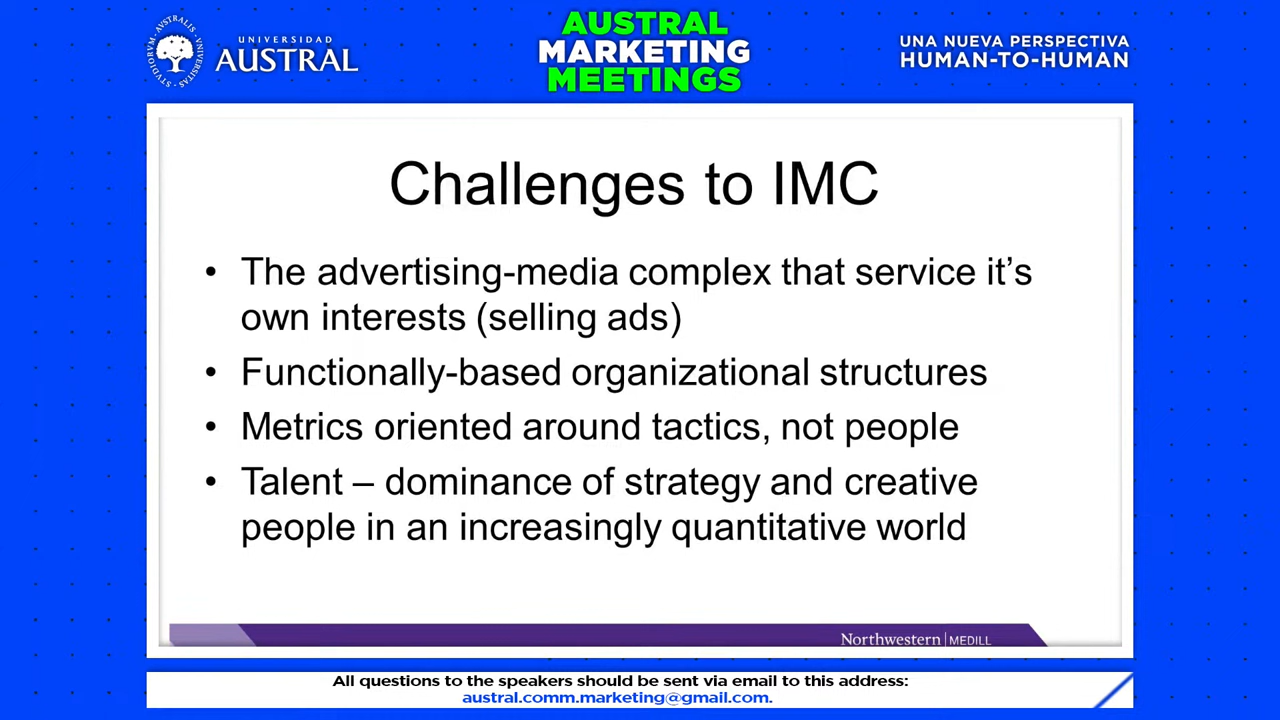 UNIVERSIDAD
AUSTRAL
STUDIORVM AVSTRALIS VNIVERSITAS
AUSTRAL
MARKETING
MEETINGS
UNA NUEVA PERSPECTIVA
HUMAN-TO-HUMAN
Challenges to IMC
• The advertising-media complex that service it’s
own interests (selling ads)
• Functionally-based organizational structures
• Metrics oriented around tactics, not people
• Talent – dominance of strategy and creative
people in an increasingly quantitative world
Northwestern | MEDILL
All questions to the speakers should be sent via email to this address:
austral.comm.marketing@gmail.com.